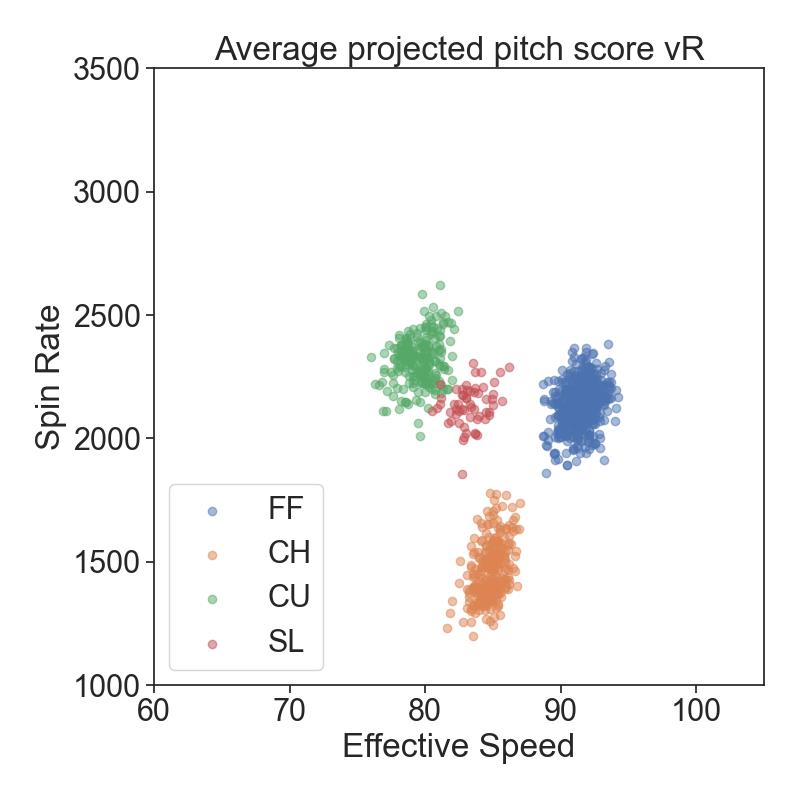 Average projected pitch score vR
3500
3000
2500
2000
1500
1000
Spin Rate
FF
CH
CU
SL
60
70
80
90
100
Effective Speed